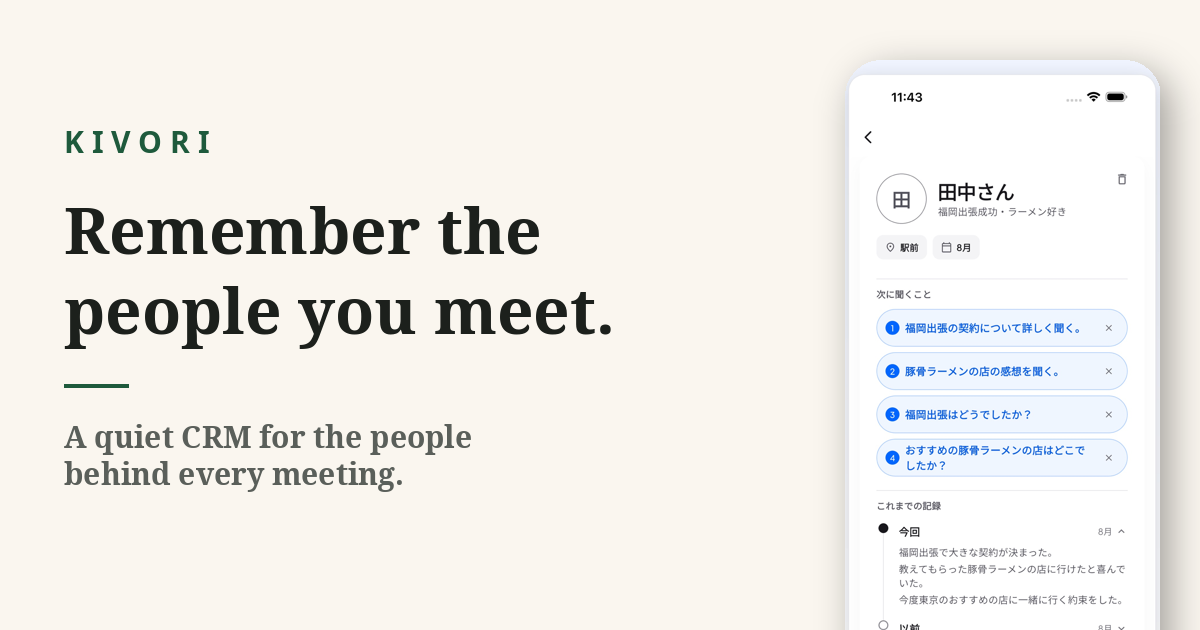 KIVORI
Remember the
people you meet.
A quiet CRM for the people
behind every meeting.
11:43
田
田中さん
福岡出張成功・ラーメン好き
駅前
8月
次に聞くこと
1 福岡出張の契約について詳しく聞く。
2 豚骨ラーメンの店の感想を聞く。
3 福岡出張はどうでしたか？
4 おすすめの豚骨ラーメンの店はどこで
したか？
これまでの記録
今回 8月
福岡出張で大きな契約が決まった。
教えてもらった豚骨ラーメンの店に行けたと喜んで
いた。
今度東京のおすすめの店に一緒に行く約束をした。
以前 8月